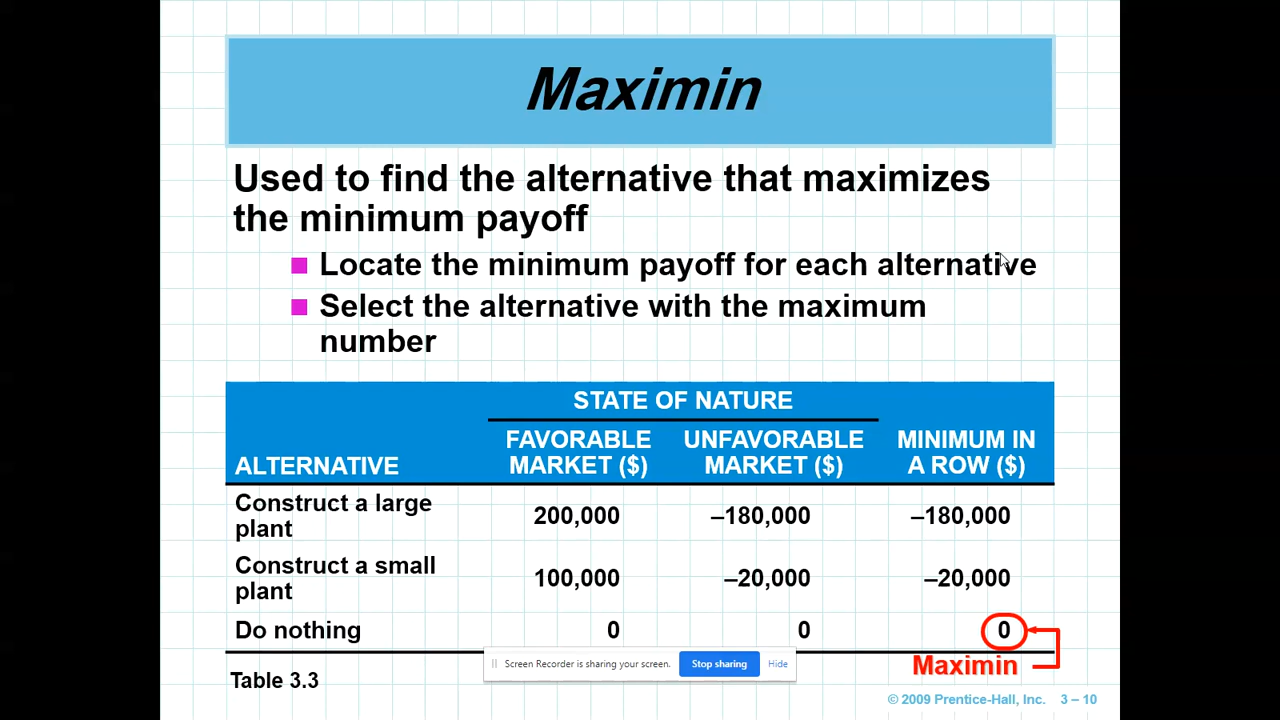 Maximin
Used to find the alternative that maximizes
the minimum payoff
Locate the minimum payoff for each alternative
Select the alternative with the maximum
number
STATE OF NATURE
FAVORABLE UNFAVORABLE MINIMUM IN
ALTERNATIVE MARKET ($) MARKET ($) A ROW ($)
Construct a large
plant 200,000 –180,000 –180,000
Construct a small
plant 100,000 –20,000 –20,000
Do nothing 0 0 0
Screen Recorder is sharing your screen. Stop sharing Hide
Maximin
Table 3.3
© 2009 Prentice-Hall, Inc. 3 – 10